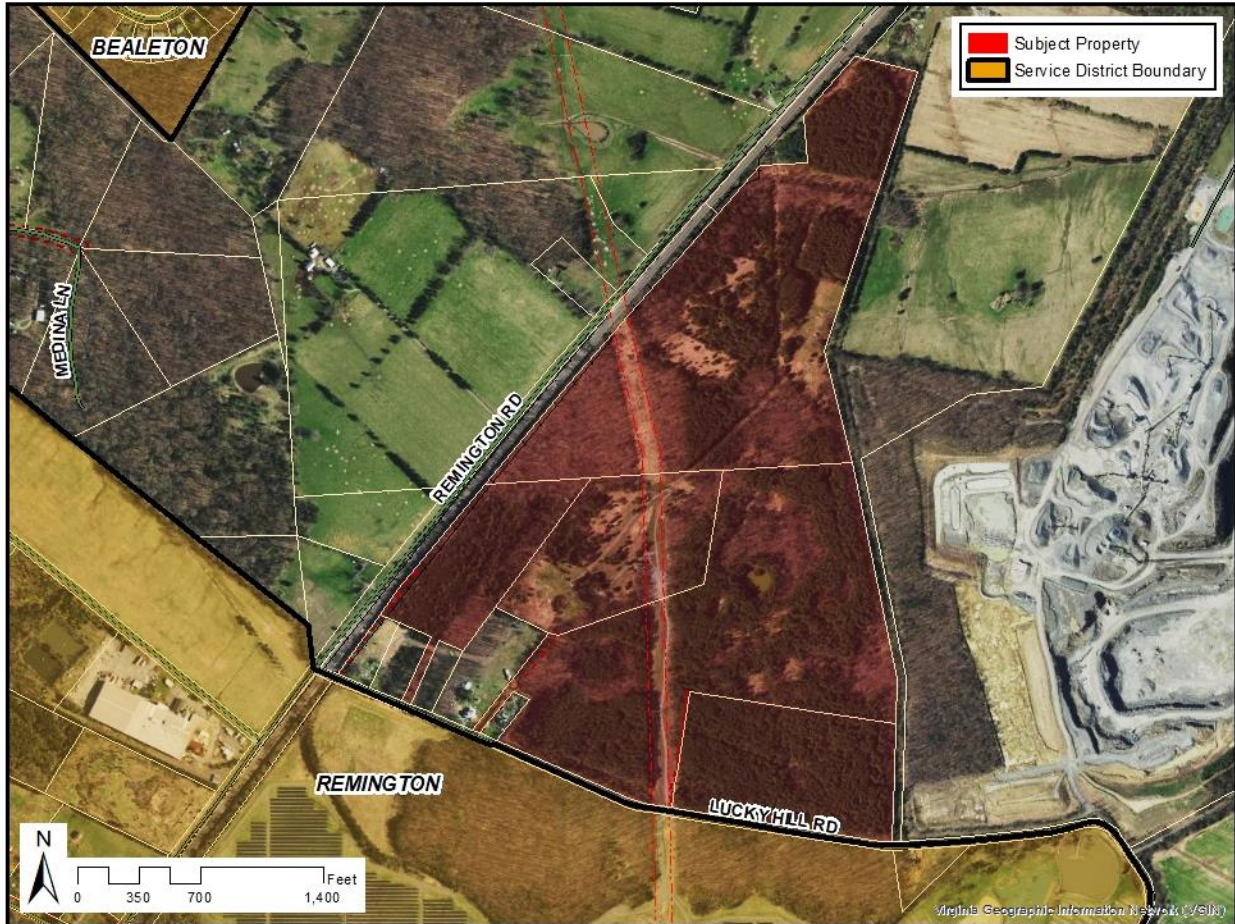 BEALETON
Subject Property
Service District Boundary
MEDINA LN
REMINGTON RD
REMINGTON
LUCKY HILL RD
N
Feet
0 350 700 1,400
Virginia Geographic Information Network (VGIN)